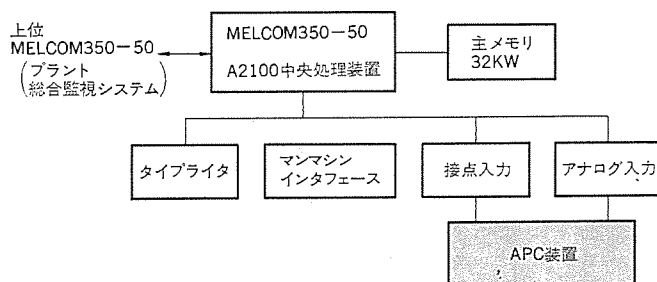 上位
MELCOM350-50
(プラント
総合監視システム)
MELCOM350-50
A2100中央処理装置
主メモリ
32KW
タイプライタ
マンマシン
インタフェース
接点入力
アナログ入力
APC装置